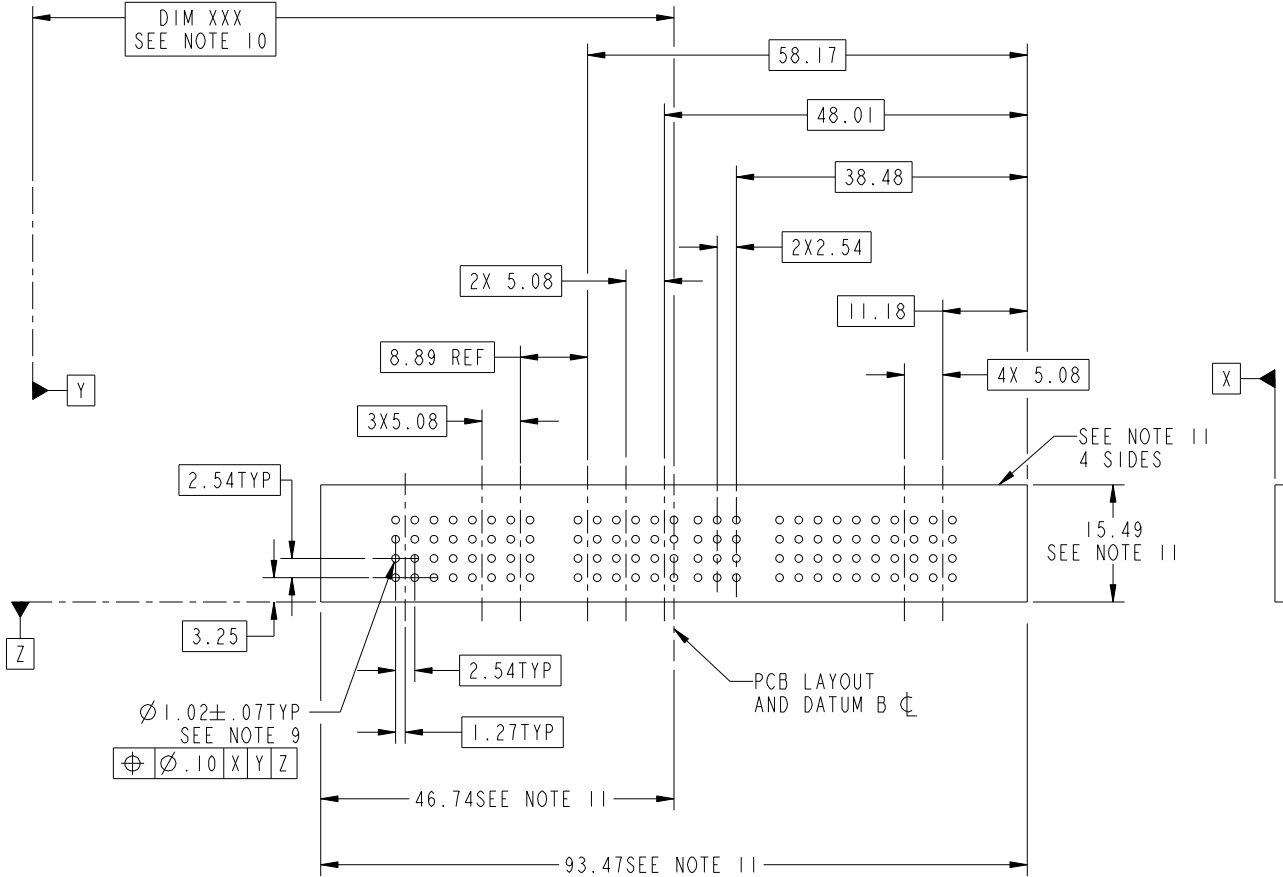 DIM XXX
SEE NOTE 10
58.17
48.01
38.48
2X2.54
2X 5.08
11.18
8.89 REF
4X 5.08
Y
X
3X5.08
SEE NOTE 11
4 SIDES
2.54TYP
15.49
SEE NOTE 11
3.25
Z
2.54TYP
PCB LAYOUT
AND DATUM B ℄
Ø1.02±.07TYP
SEE NOTE 9
1.27TYP
⌖ Ø.10 X Y Z
46.74SEE NOTE 11
93.47SEE NOTE 11